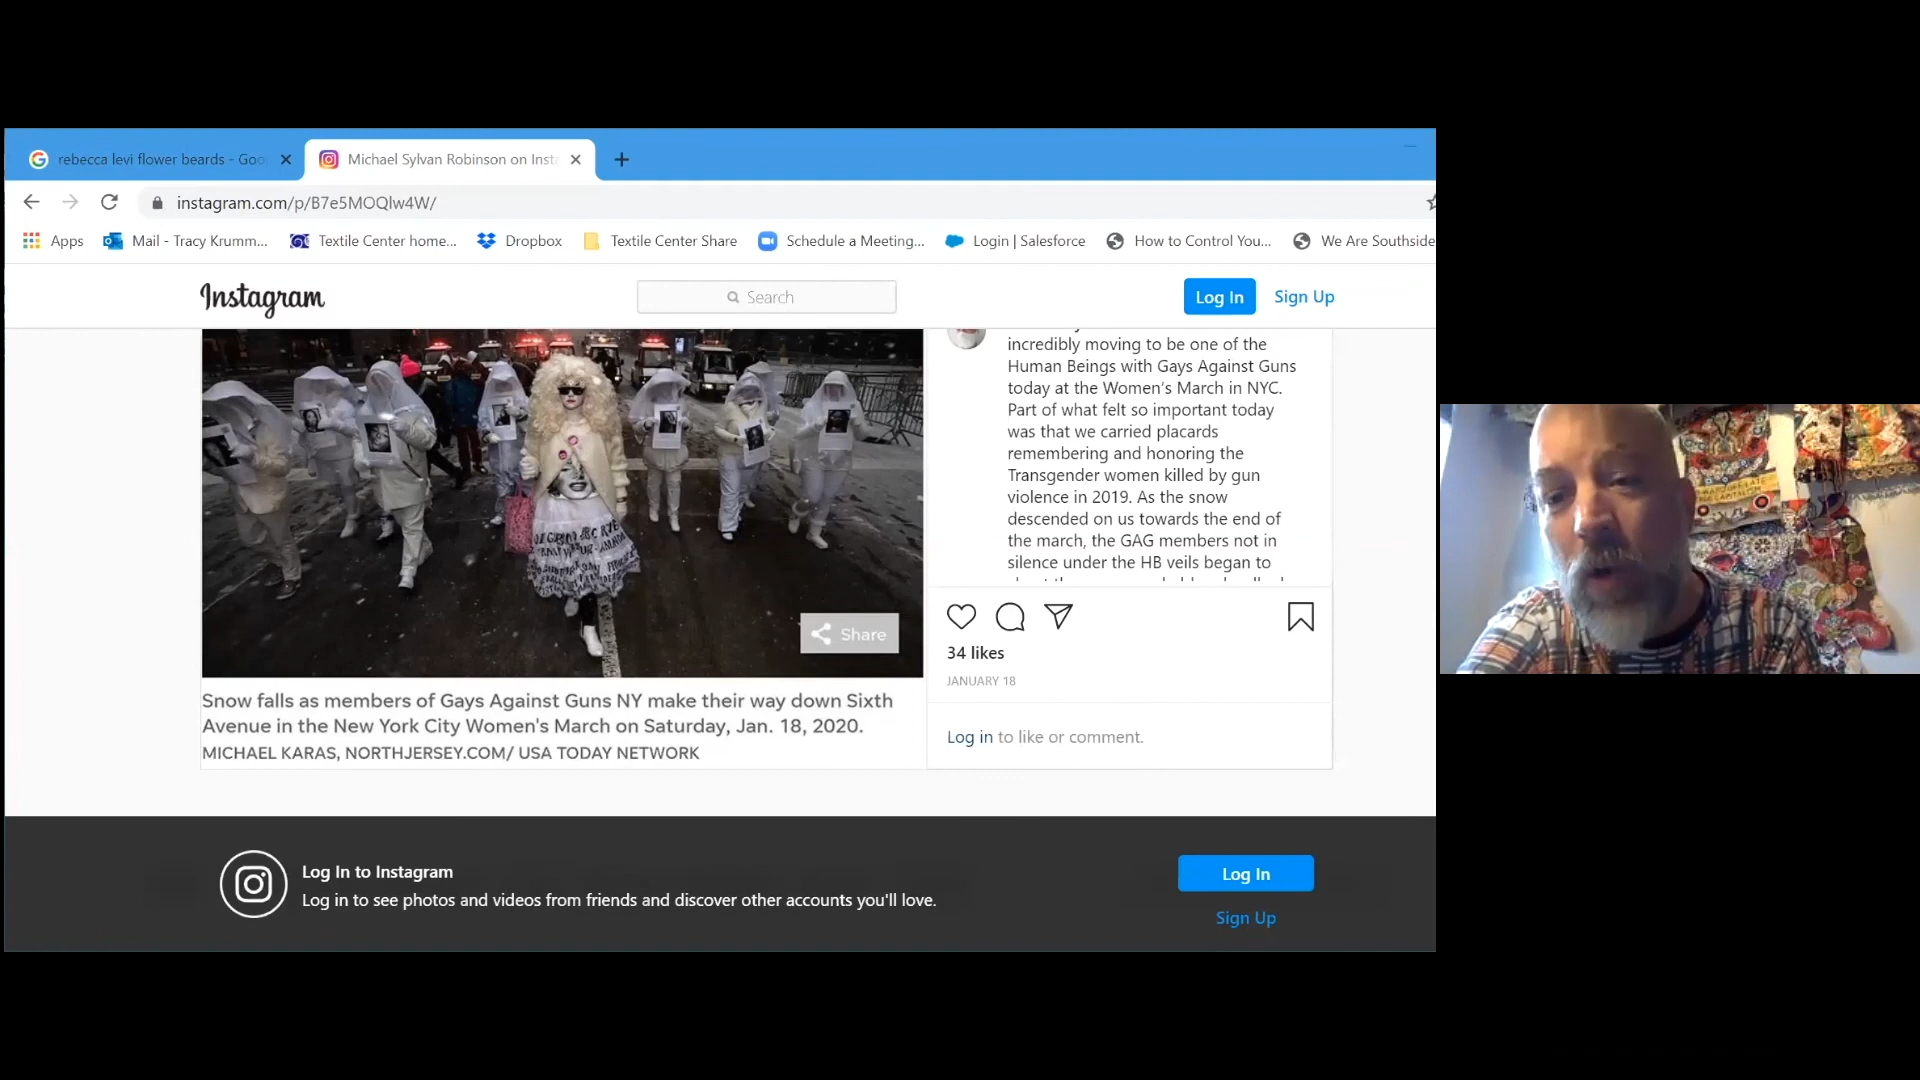 rebecca levi flower beards - Goo
Michael Sylvan Robinson on Insta
instagram.com/p/B7e5MOQlw4W/
Apps
Mail - Tracy Krumm...
Textile Center home...
Dropbox
Textile Center Share
Schedule a Meeting...
Login | Salesforce
How to Control You...
We Are Southside
Instagram
Search
Log In
Sign Up
incredibly moving to be one of the
Human Beings with Gays Against Guns
today at the Women's March in NYC.
Part of what felt so important today
was that we carried placards
remembering and honoring the
Transgender women killed by gun
violence in 2019. As the snow
descended on us towards the end of
the march, the GAG members not in
silence under the HB veils began to
Share
34 likes
JANUARY 18
Log in to like or comment.
Snow falls as members of Gays Against Guns NY make their way down Sixth
Avenue in the New York City Women's March on Saturday, Jan. 18, 2020.
MICHAEL KARAS, NORTHJERSEY.COM/ USA TODAY NETWORK
Log In to Instagram
Log in to see photos and videos from friends and discover other accounts you'll love.
Log In
Sign Up